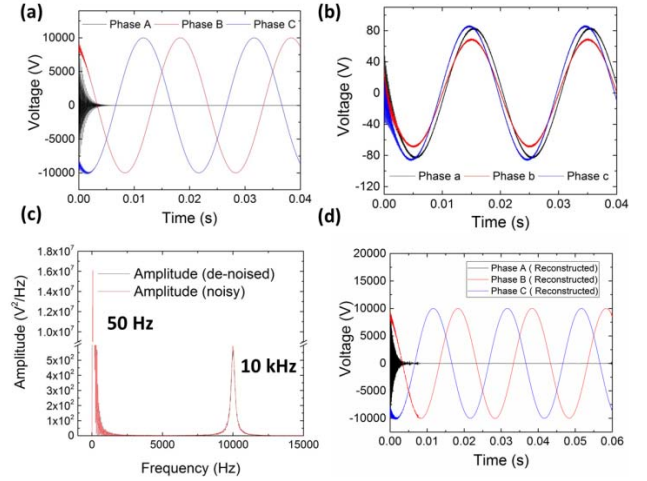 (a)
Phase A Phase B Phase C
10000
5000
0
-5000
-10000
Voltage (V)
0.00 0.01 0.02 0.03 0.04
Time (s)
(b)
120
80
40
0
-40
-80
-120
Voltage (V)
Phase a Phase b Phase c
0.00 0.01 0.02 0.03 0.04
Time (s)
(c)
1.8x10⁷
1.6x10⁷
1.4x10⁷
1.2x10⁷
1.0x10⁷
5x10²
4x10²
3x10²
2x10²
1x10²
0
Amplitude (V²/Hz)
Amplitude (de-noised)
Amplitude (noisy)
50 Hz
10 kHz
0 5000 10000 15000
Frequency (Hz)
(d)
20000
15000
10000
5000
0
-5000
-10000
Voltage (V)
Phase A ( Reconstructed)
Phase B ( Reconstructed)
Phase C ( Reconstructed)
0.00 0.01 0.02 0.03 0.04 0.05 0.06
Time (s)